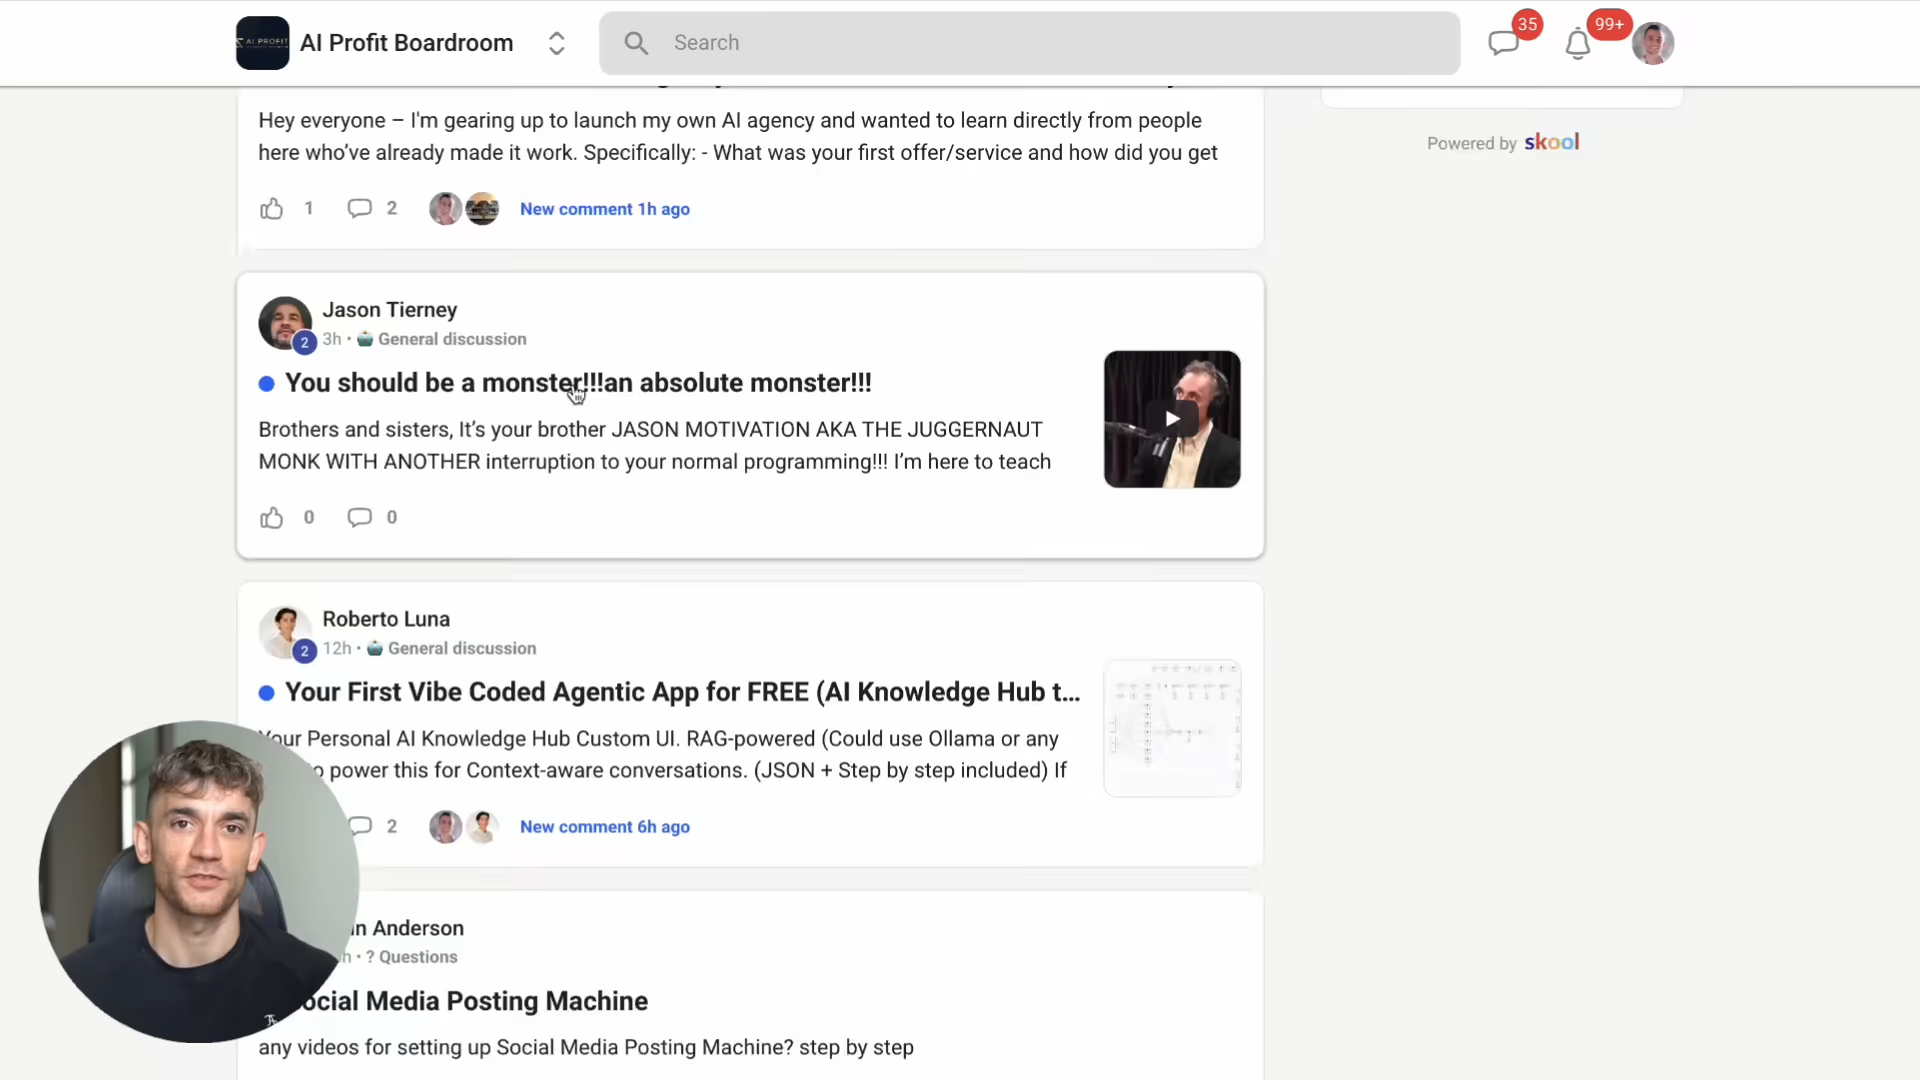 AI PROFIT
AI Profit Boardroom
Search
35
99+
Hey everyone – I'm gearing up to launch my own AI agency and wanted to learn directly from people
here who've already made it work. Specifically: - What was your first offer/service and how did you get
1
2
New comment 1h ago
Powered by skool
Jason Tierney
2
3h • General discussion
You should be a monster!!!an absolute monster!!!
Brothers and sisters, It's your brother JASON MOTIVATION AKA THE JUGGERNAUT
MONK WITH ANOTHER interruption to your normal programming!!! I'm here to teach
0
0
Roberto Luna
2
12h • General discussion
Your First Vibe Coded Agentic App for FREE (AI Knowledge Hub t...
Your Personal AI Knowledge Hub Custom UI. RAG-powered (Could use Ollama or any
power this for Context-aware conversations. (JSON + Step by step included) If
2
New comment 6h ago
Anderson
? Questions
Social Media Posting Machine
any videos for setting up Social Media Posting Machine? step by step